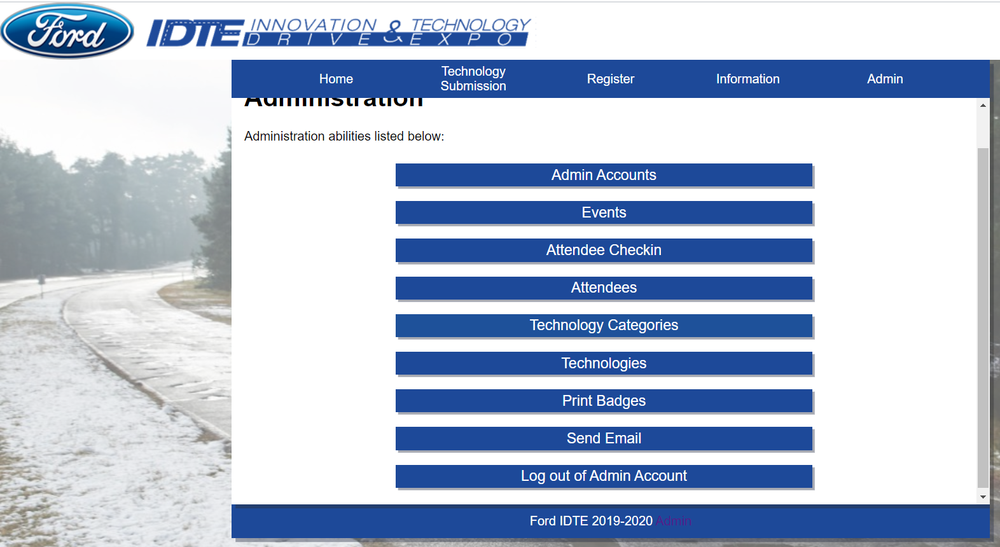 Ford
IDTE INNOVATION & TECHNOLOGY
DRIVE & EXPO
Home
Technology
Submission
Register
Information
Admin
Administration
Administration abilities listed below:
Admin Accounts
Events
Attendee Checkin
Attendees
Technology Categories
Technologies
Print Badges
Send Email
Log out of Admin Account
Ford IDTE 2019-2020 Admin